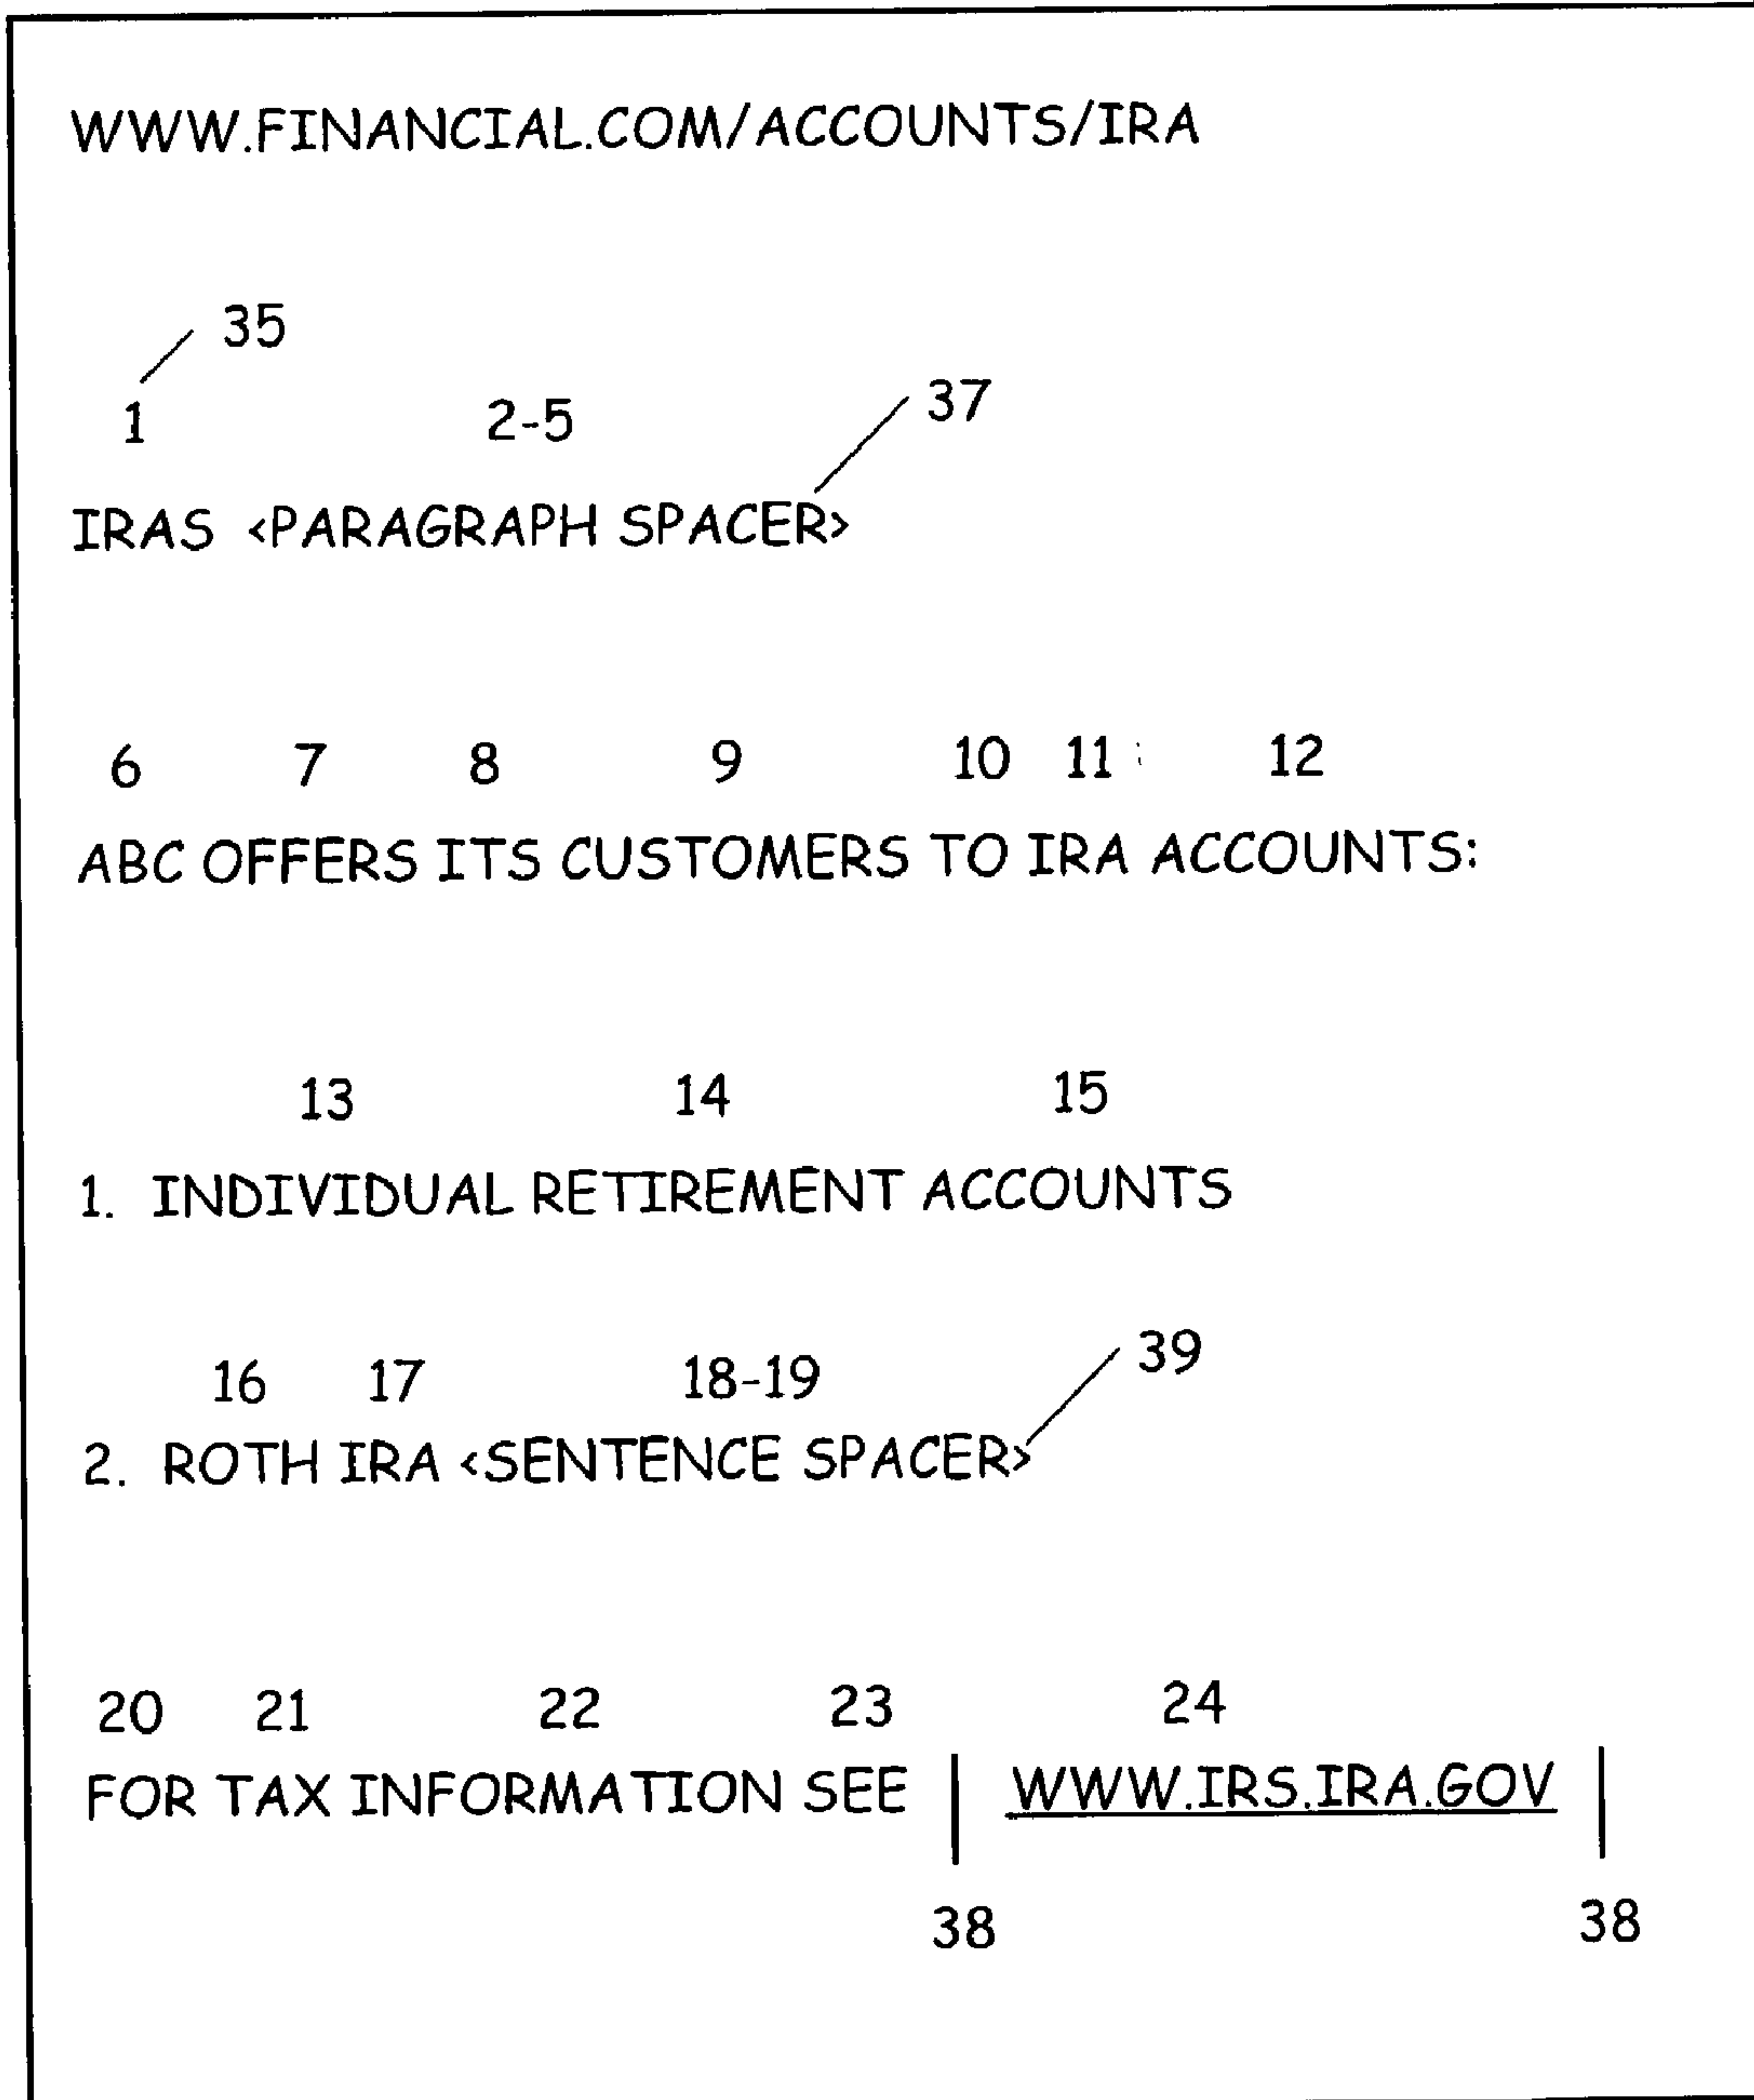 WWW.FINANCIAL.COM/ACCOUNTS/IRA
35
1 2-5 37
IRAS <PARAGRAPH SPACER>
6 7 8 9 10 11 12
ABC OFFERS ITS CUSTOMERS TO IRA ACCOUNTS:
13 14 15
1. INDIVIDUAL RETIREMENT ACCOUNTS
16 17 18-19 39
2. ROTH IRA <SENTENCE SPACER>
20 21 22 23 24
FOR TAX INFORMATION SEE WWW.IRS.IRA.GOV
38 38